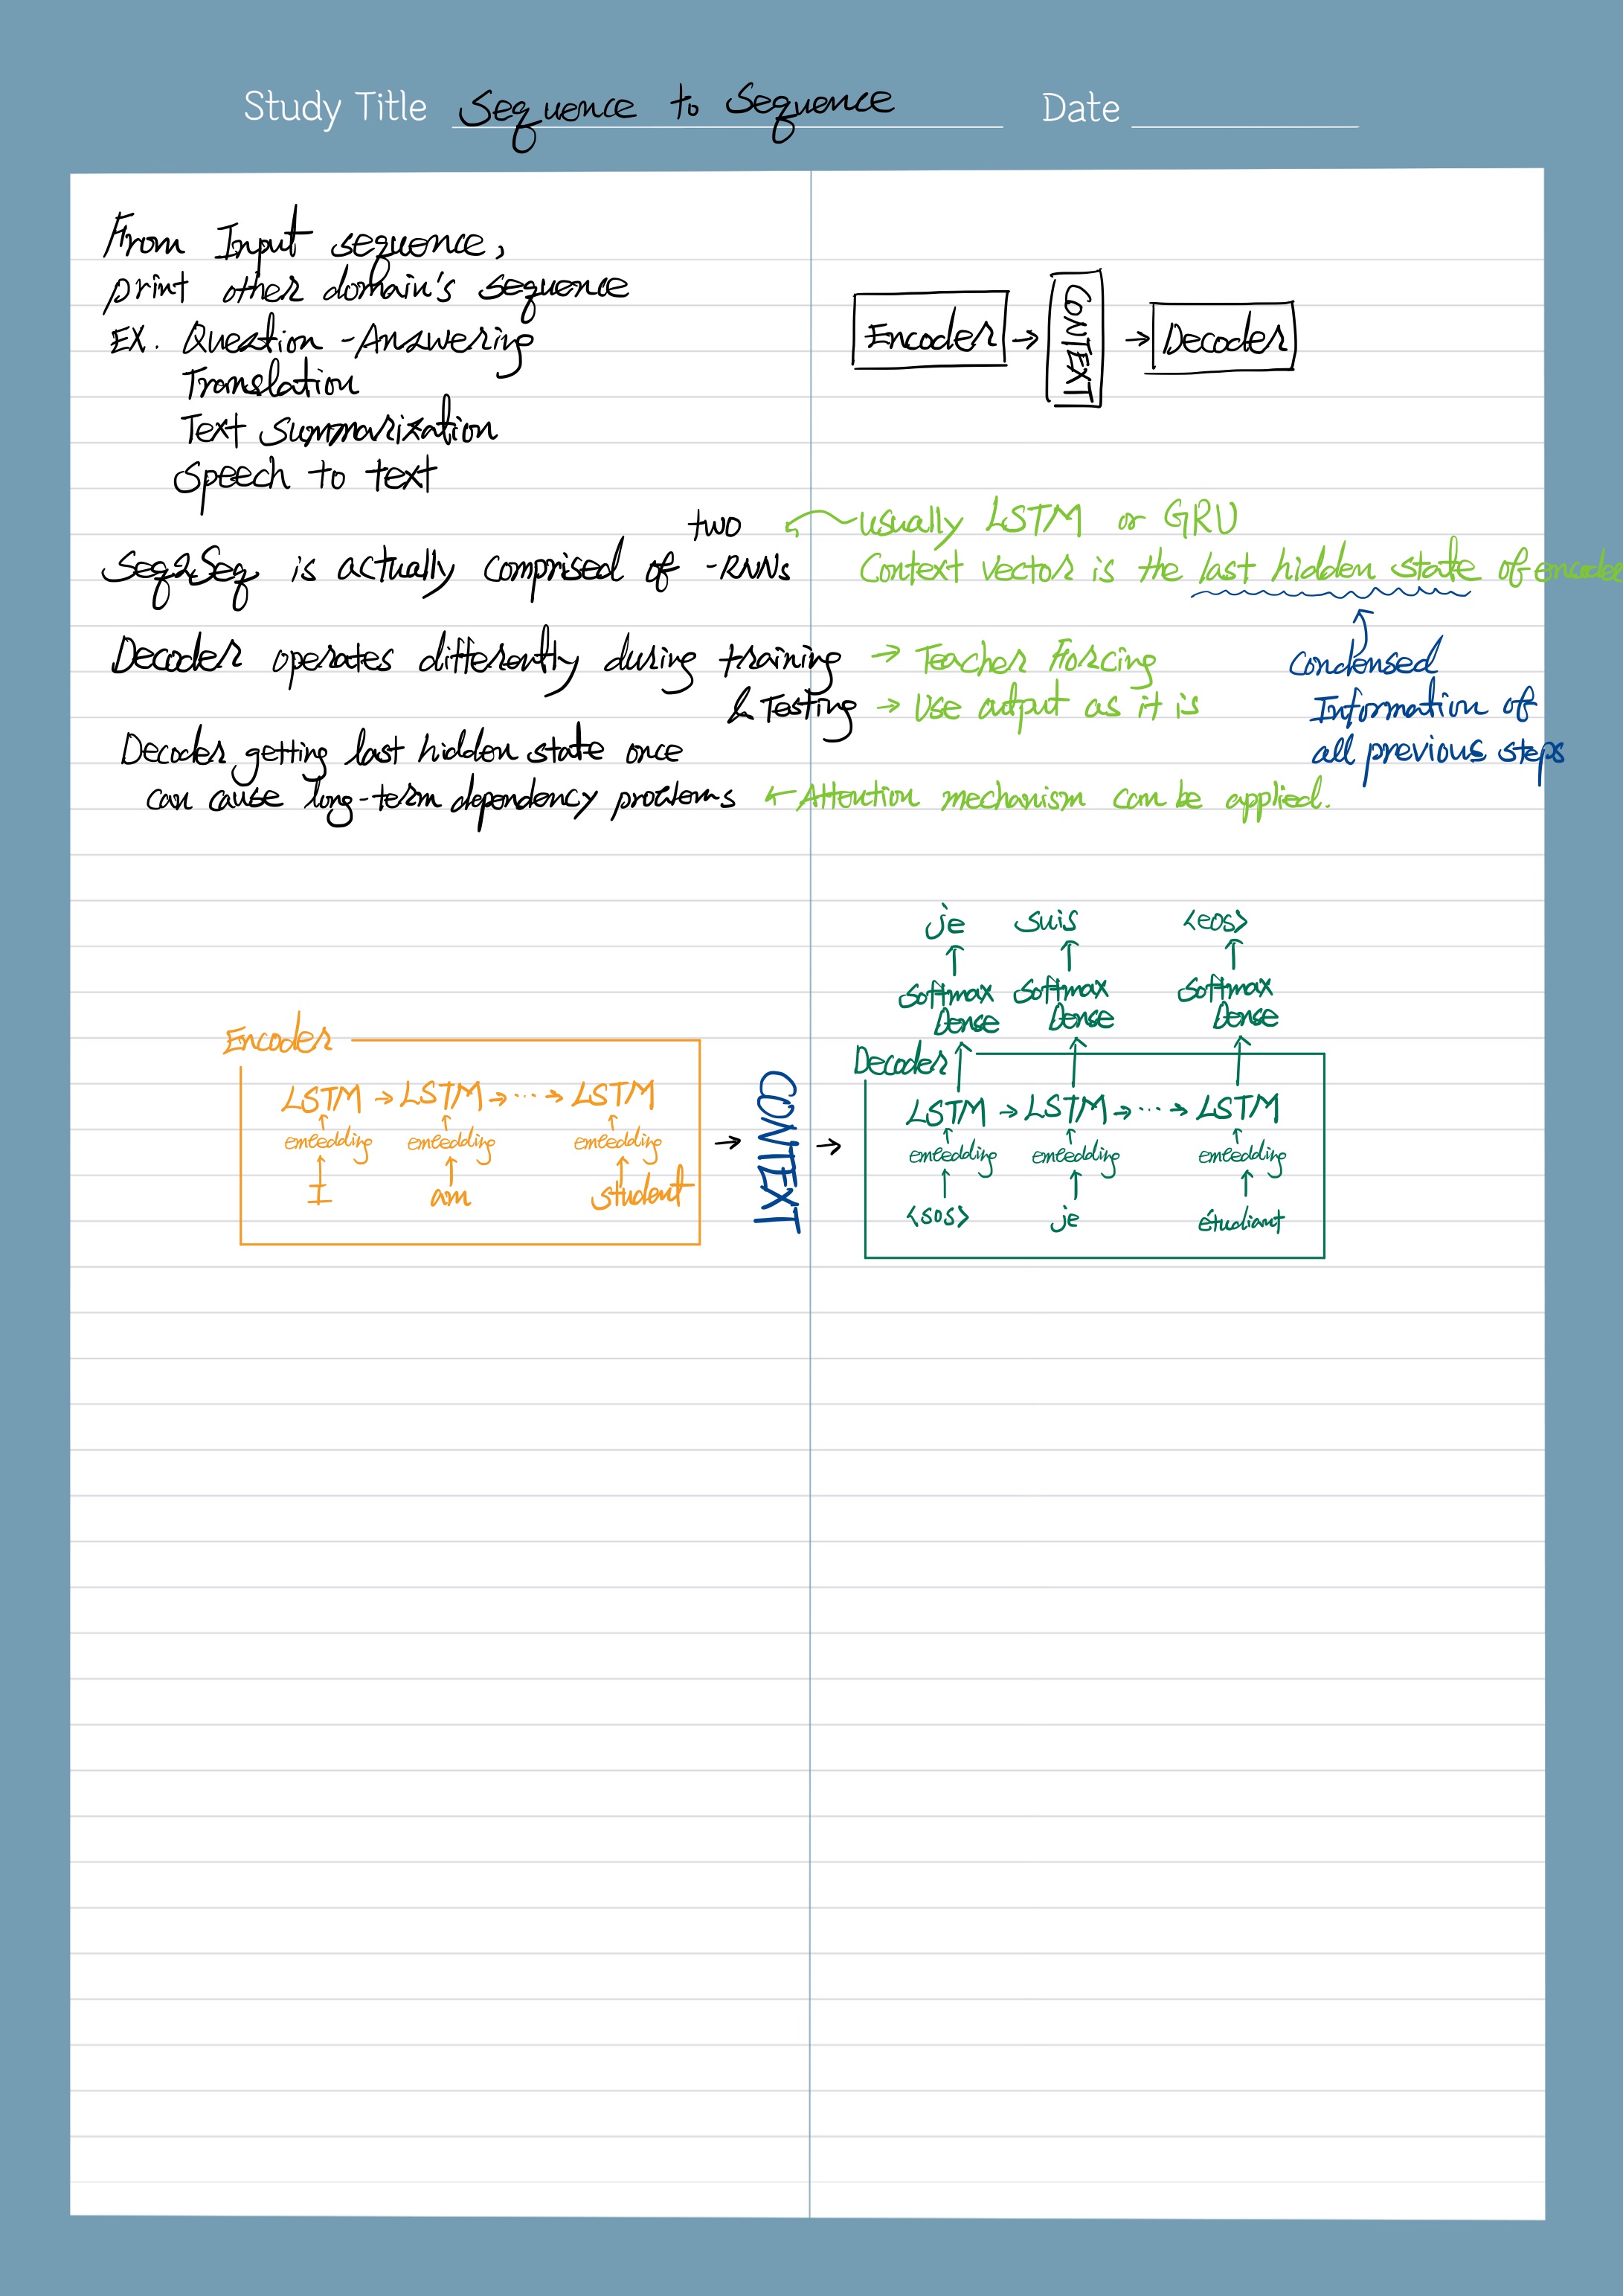 Study Title Sequence to Sequence Date
From Input sequence,
print other domain's sequence
EX. Question-Answering
Translation
Text Summarization
Speech to text
Encoder → CONTEXT → Decoder
two ← usually LSTM or GRU
Seq2Seq is actually comprised of -RNNs
Context vector is the last hidden state of encoder
Condensed
Information of
all previous steps
Decoder operates differently during training → Teacher Forcing
& Testing → Use output as it is
Decoder getting last hidden state once
can cause long-term dependency problems ← Attention mechanism can be applied.
Encoder
LSTM → LSTM → ... → LSTM
embedding embedding embedding
I am student
→ CONTEXT →
je suis <eos>
Softmax Softmax Softmax
Dense Dense Dense
Decoder
LSTM → LSTM → ... → LSTM
embedding embedding embedding
<sos> je étudiant